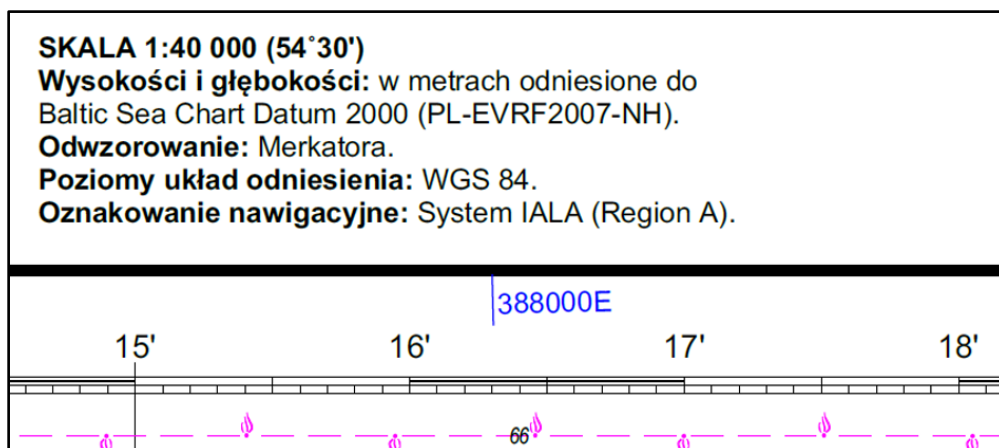 SKALA 1:40 000 (54°30')
Wysokości i głębokości: w metrach odniesione do
Baltic Sea Chart Datum 2000 (PL-EVRF2007-NH).
Odwzorowanie: Merkatora.
Poziomy układ odniesienia: WGS 84.
Oznakowanie nawigacyjne: System IALA (Region A).
388000E
15' 16' 17' 18'
66